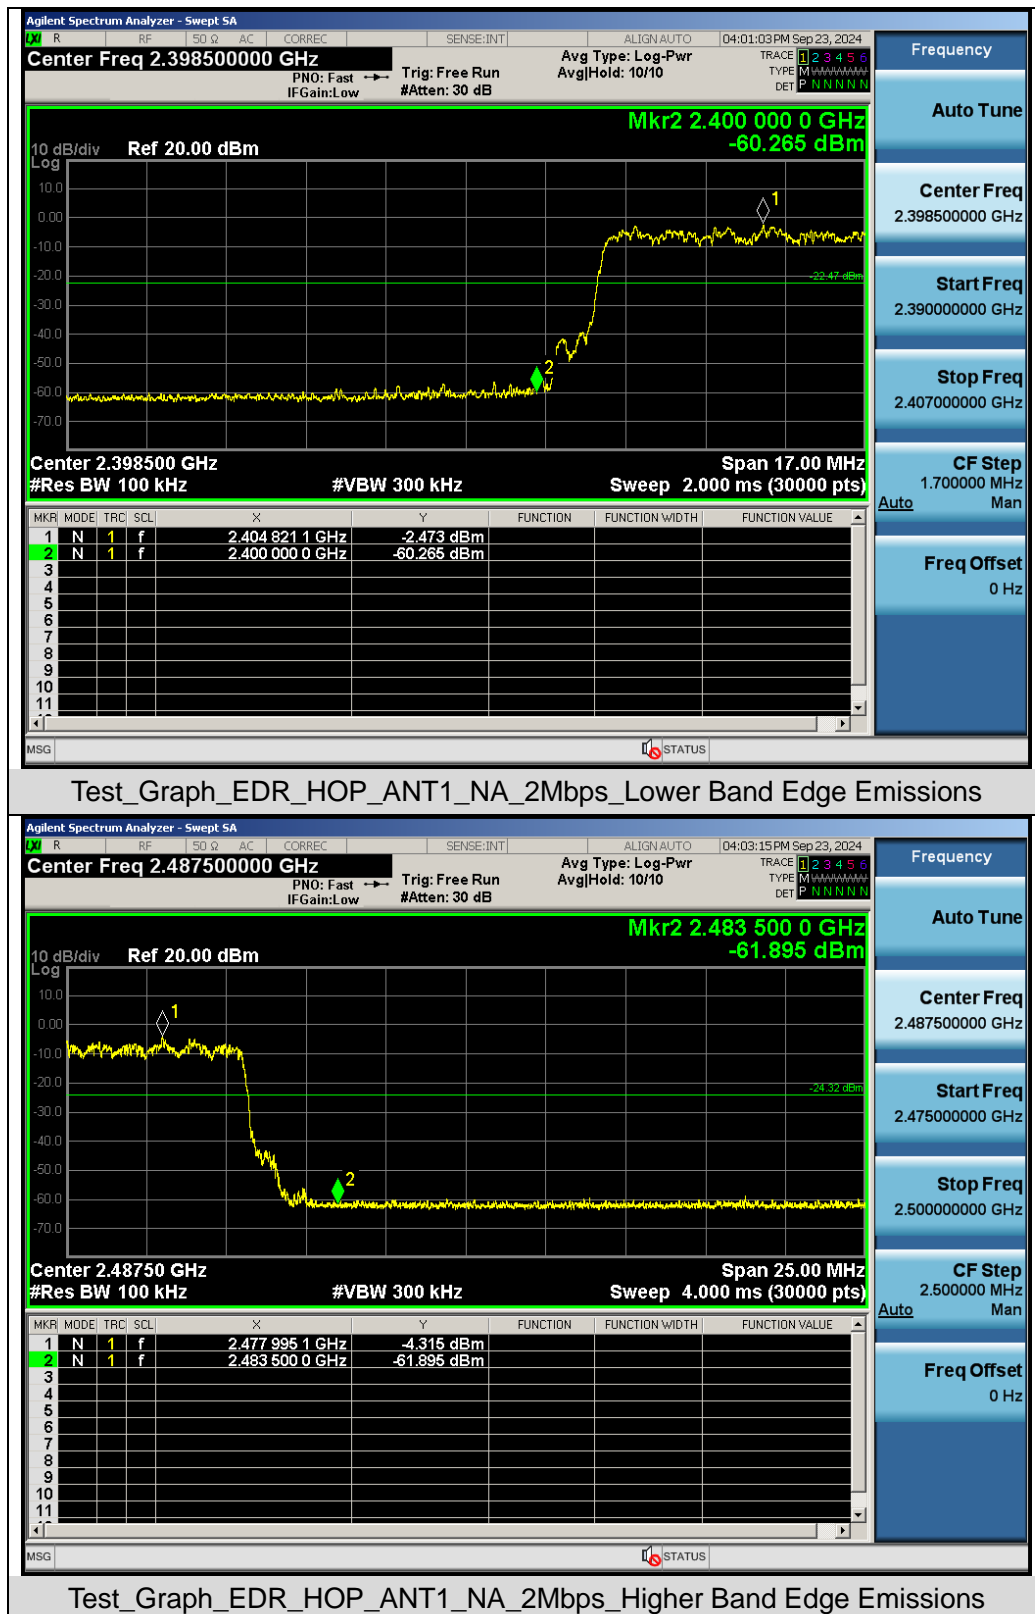 Agilent Spectrum Analyzer - Swept SA
LXI R RF 50 Ω AC CORREC SENSE:INT ALIGN AUTO 04:01:03 PM Sep 23, 2024
Center Freq 2.398500000 GHz
PNO: Fast
IFGain:Low
Trig: Free Run
#Atten: 30 dB
Avg Type: Log-Pwr
Avg|Hold: 10/10
TRACE 1 2 3 4 5 6
TYPE M
DET P N N N N N
Mkr2 2.400 000 0 GHz
-60.265 dBm
10 dB/div Ref 20.00 dBm
Log
10.0
0.00
-10.0
-20.0
-30.0
-40.0
-50.0
-60.0
-70.0
1
-22.47 dBm
2
Center 2.398500 GHz Span 17.00 MHz
#Res BW 100 kHz #VBW 300 kHz Sweep 2.000 ms (30000 pts)
MKR MODE TRC SCL X Y FUNCTION FUNCTION WIDTH FUNCTION VALUE
1 N 1 f 2.404 821 1 GHz -2.473 dBm
2 N 1 f 2.400 000 0 GHz -60.265 dBm
3
4
5
6
7
8
9
10
11
MSG STATUS
Frequency
Auto Tune
Center Freq
2.398500000 GHz
Start Freq
2.390000000 GHz
Stop Freq
2.407000000 GHz
CF Step
1.700000 MHz
Auto Man
Freq Offset
0 Hz
Test_Graph_EDR_HOP_ANT1_NA_2Mbps_Lower Band Edge Emissions
Agilent Spectrum Analyzer - Swept SA
LXI R RF 50 Ω AC CORREC SENSE:INT ALIGN AUTO 04:03:15 PM Sep 23, 2024
Center Freq 2.487500000 GHz
PNO: Fast
IFGain:Low
Trig: Free Run
#Atten: 30 dB
Avg Type: Log-Pwr
Avg|Hold: 10/10
TRACE 1 2 3 4 5 6
TYPE M
DET P N N N N N
Mkr2 2.483 500 0 GHz
-61.895 dBm
10 dB/div Ref 20.00 dBm
Log
10.0
0.00
-10.0
-20.0
-30.0
-40.0
-50.0
-60.0
-70.0
1
-24.32 dBm
2
Center 2.48750 GHz Span 25.00 MHz
#Res BW 100 kHz #VBW 300 kHz Sweep 4.000 ms (30000 pts)
MKR MODE TRC SCL X Y FUNCTION FUNCTION WIDTH FUNCTION VALUE
1 N 1 f 2.477 995 1 GHz -4.315 dBm
2 N 1 f 2.483 500 0 GHz -61.895 dBm
3
4
5
6
7
8
9
10
11
MSG STATUS
Frequency
Auto Tune
Center Freq
2.487500000 GHz
Start Freq
2.475000000 GHz
Stop Freq
2.500000000 GHz
CF Step
2.500000 MHz
Auto Man
Freq Offset
0 Hz
Test_Graph_EDR_HOP_ANT1_NA_2Mbps_Higher Band Edge Emissions